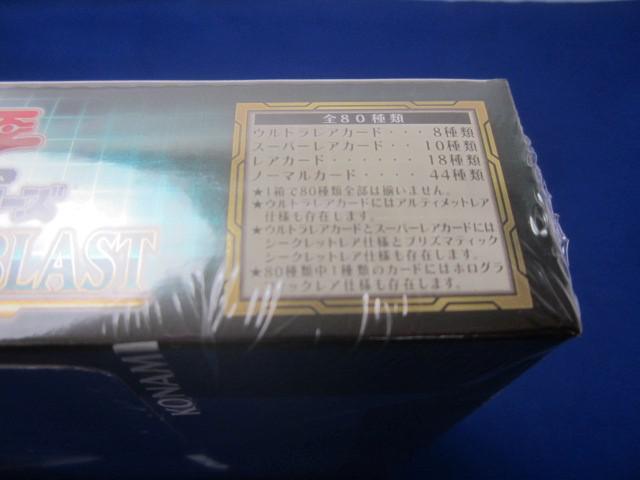 全80種類
ウルトラレアカード・・・8種類
スーパーレアカード・・・10種類
レアカード・・・・・・18種類
ノーマルカード・・・・44種類
★1箱で80種類全部は揃いません。
★ウルトラレアカードにはアルティメットレア
仕様も存在します。
★ウルトラレアカードとスーパーレアカードには
シークレットレア仕様とプリズマティック
シークレットレア仕様も存在します。
★80種類中1種類のカードにはホログラ
フィックレア仕様も存在します。
ーズ
BLAST
KONAMI